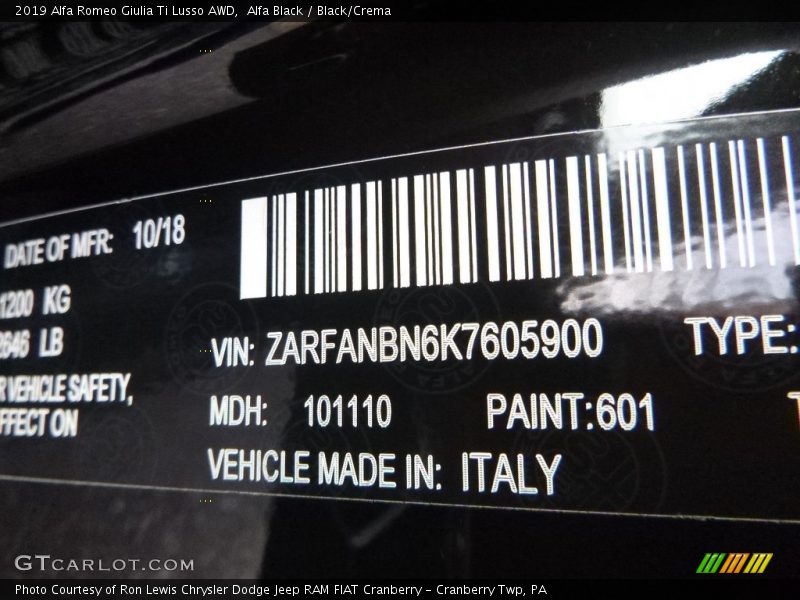 2019 Alfa Romeo Giulia Ti Lusso AWD,  Alfa Black / Black/Crema
DATE OF MFR: 10/18
1200 KG
2646 LB
R VEHICLE SAFETY,
FFECT ON
VIN: ZARFANBN6K7605900
TYPE:
MDH: 101110
PAINT:601
VEHICLE MADE IN: ITALY
GTCARLOT.COM
Photo Courtesy of Ron Lewis Chrysler Dodge Jeep RAM FIAT Cranberry – Cranberry Twp, PA